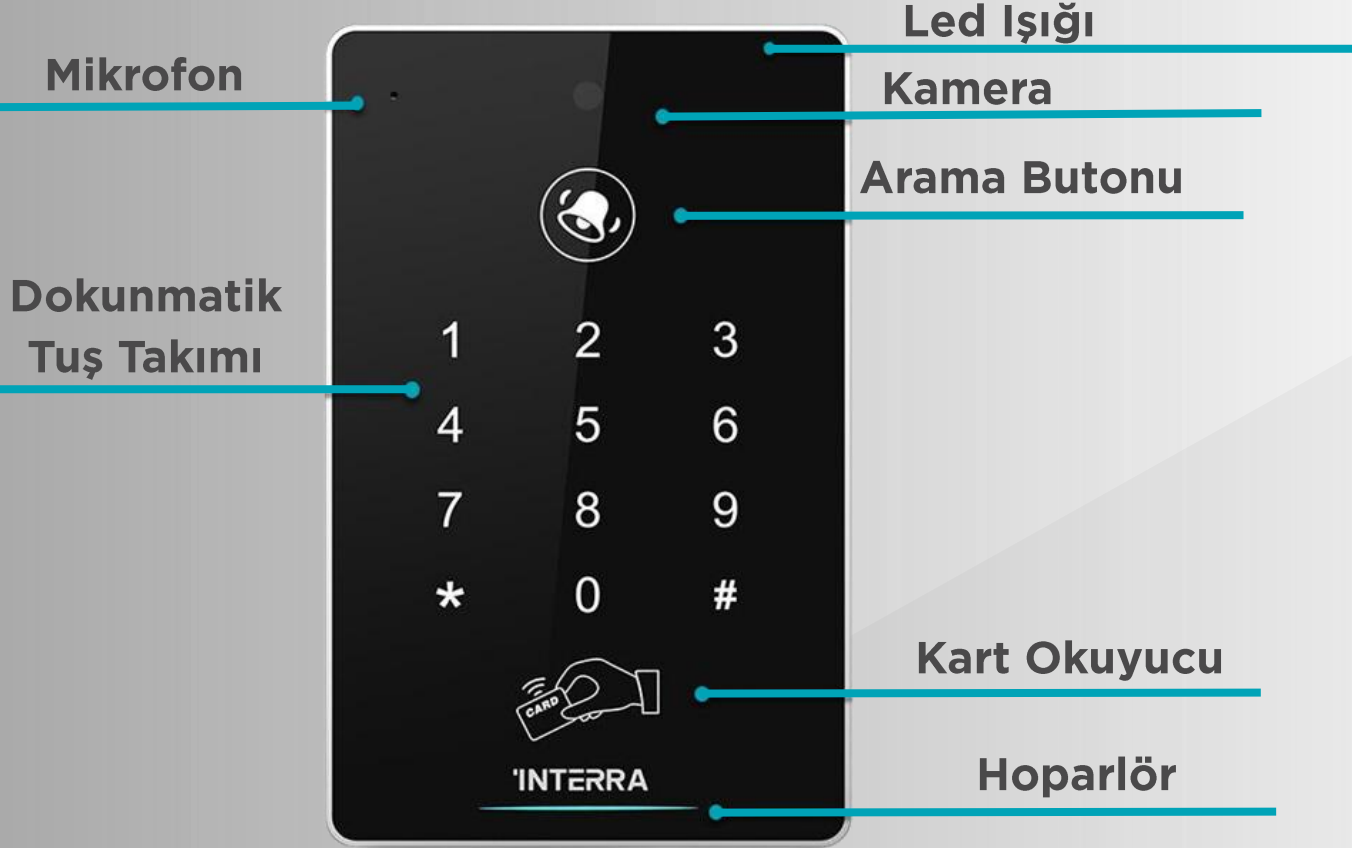 Led Işığı
Mikrofon
Kamera
Arama Butonu
Dokunmatik
Tuş Takımı
1 2 3
4 5 6
7 8 9
* 0 #
Kart Okuyucu
CARD
INTERRA
Hoparlör